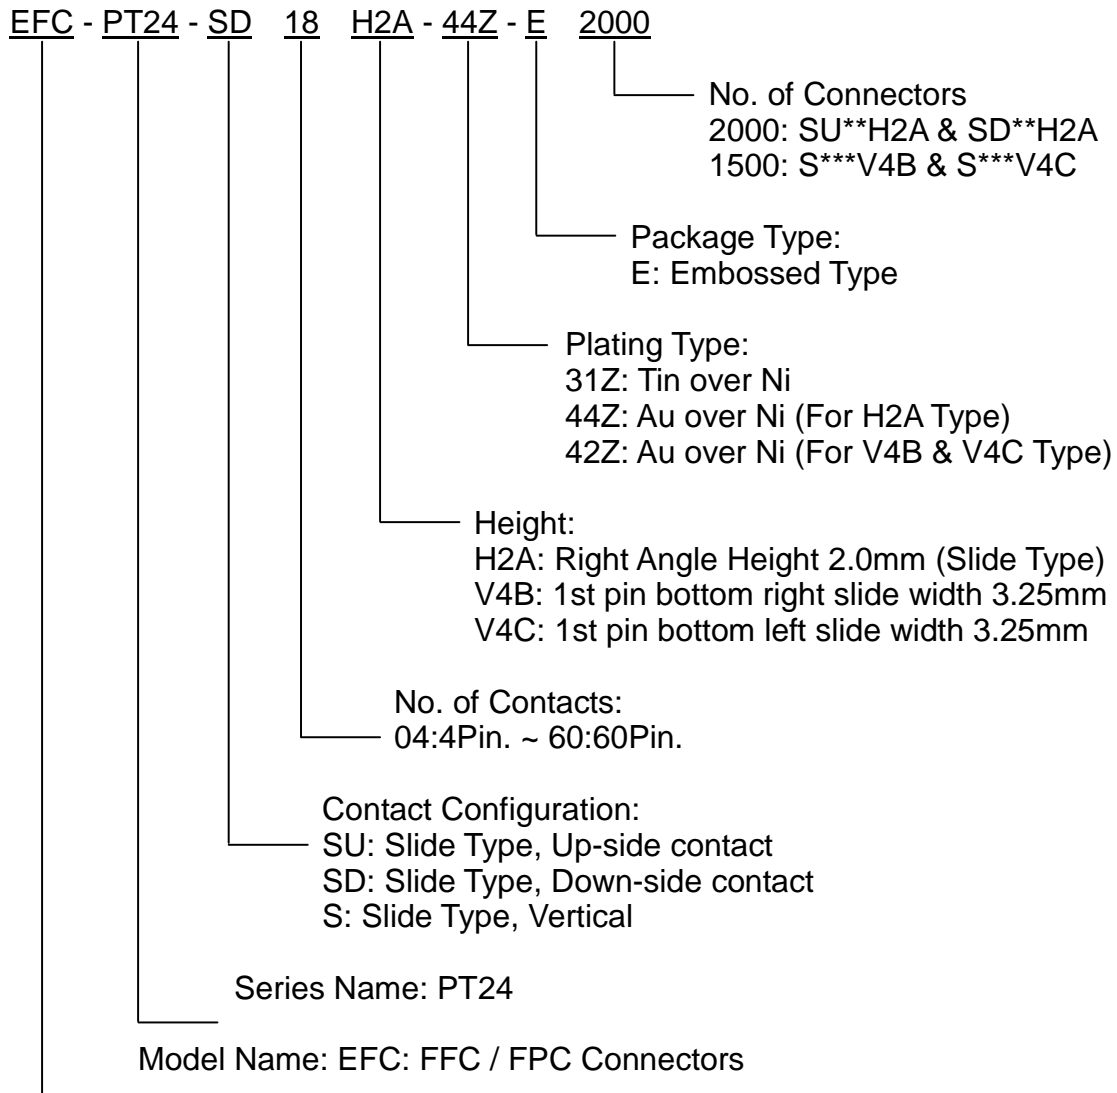 EFC - PT24 - SD 18 H2A - 44Z - E 2000
No. of Connectors
2000: SU**H2A & SD**H2A
1500: S***V4B & S***V4C
Package Type:
E: Embossed Type
Plating Type:
31Z: Tin over Ni
44Z: Au over Ni (For H2A Type)
42Z: Au over Ni (For V4B & V4C Type)
Height:
H2A: Right Angle Height 2.0mm (Slide Type)
V4B: 1st pin bottom right slide width 3.25mm
V4C: 1st pin bottom left slide width 3.25mm
No. of Contacts:
04:4Pin. ~ 60:60Pin.
Contact Configuration:
SU: Slide Type, Up-side contact
SD: Slide Type, Down-side contact
S: Slide Type, Vertical
Series Name: PT24
Model Name: EFC: FFC / FPC Connectors